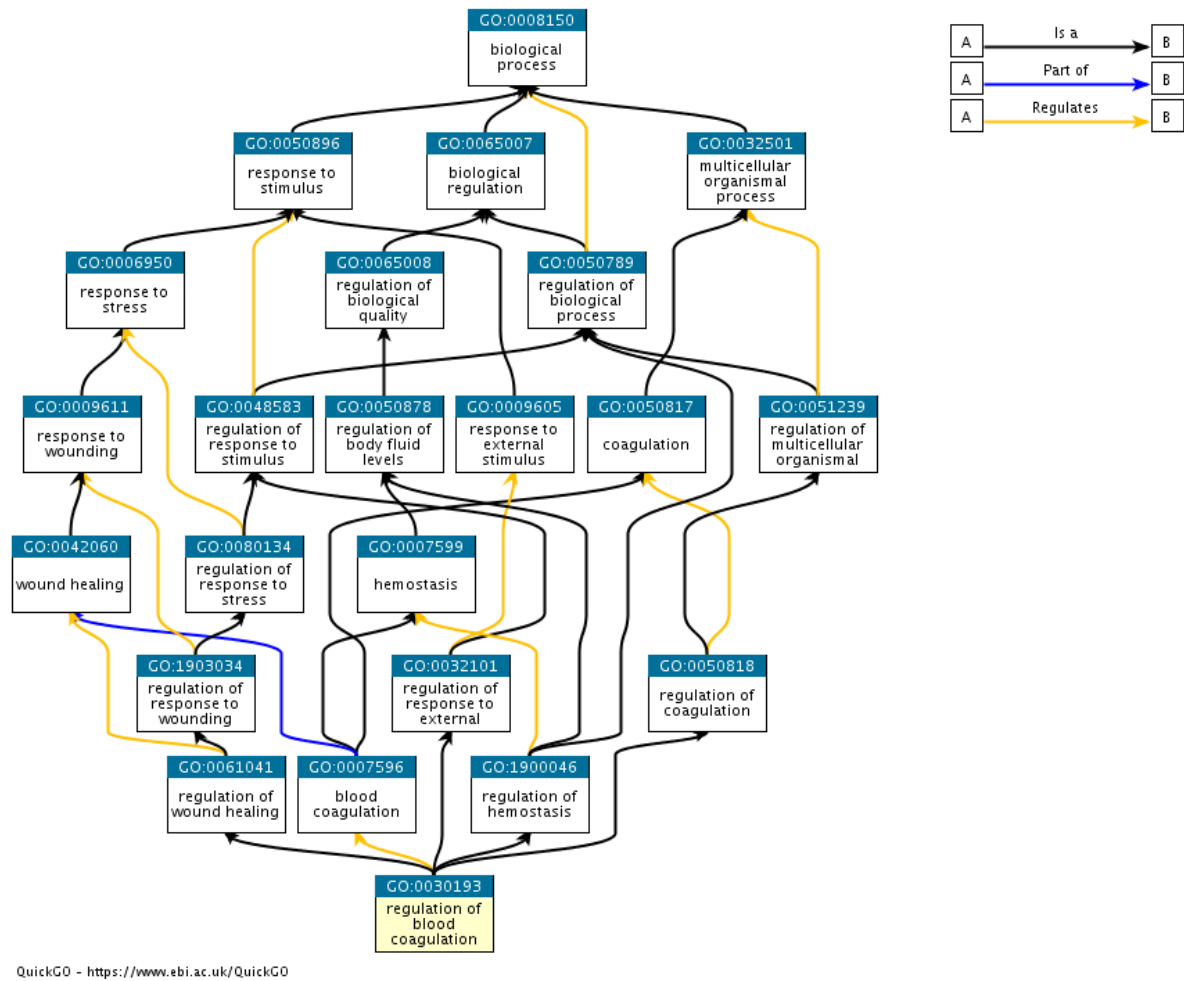 GO:0008150
biological
process
A
Is a
B
A
Part of
B
A
Regulates
B
GO:0050896
response to
stimulus
GO:0065007
biological
regulation
GO:0032501
multicellular
organismal
process
GO:0006950
response to
stress
GO:0065008
regulation of
biological
quality
GO:0050789
regulation of
biological
process
GO:0009611
response to
wounding
GO:0048583
regulation of
response to
stimulus
GO:0050878
regulation of
body fluid
levels
GO:0009605
response to
external
stimulus
GO:0050817
coagulation
GO:0051239
regulation of
multicellular
organismal
GO:0042060
wound healing
GO:0080134
regulation of
response to
stress
GO:0007599
hemostasis
GO:1903034
regulation of
response to
wounding
GO:0032101
regulation of
response to
external
GO:0050818
regulation of
coagulation
GO:0061041
regulation of
wound healing
GO:0007596
blood
coagulation
GO:1900046
regulation of
hemostasis
GO:0030193
regulation of
blood
coagulation
QuickGO - https://www.ebi.ac.uk/QuickGO